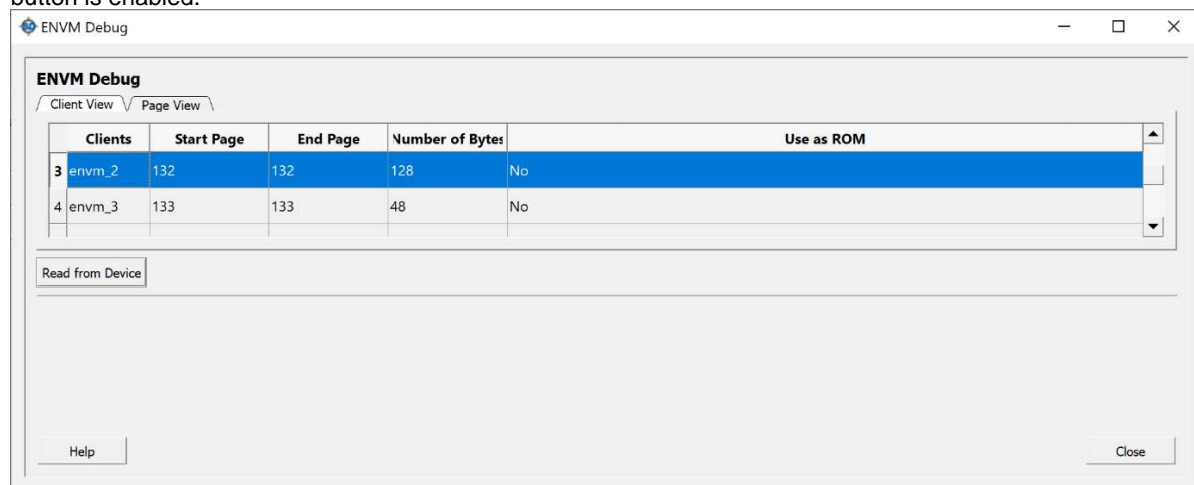 button is enabled.
ENVM Debug
ENVM Debug
Client View Page View
Clients Start Page End Page Number of Bytes Use as ROM
3 envm_2 132 132 128 No
4 envm_3 133 133 48 No
Read from Device
Help Close